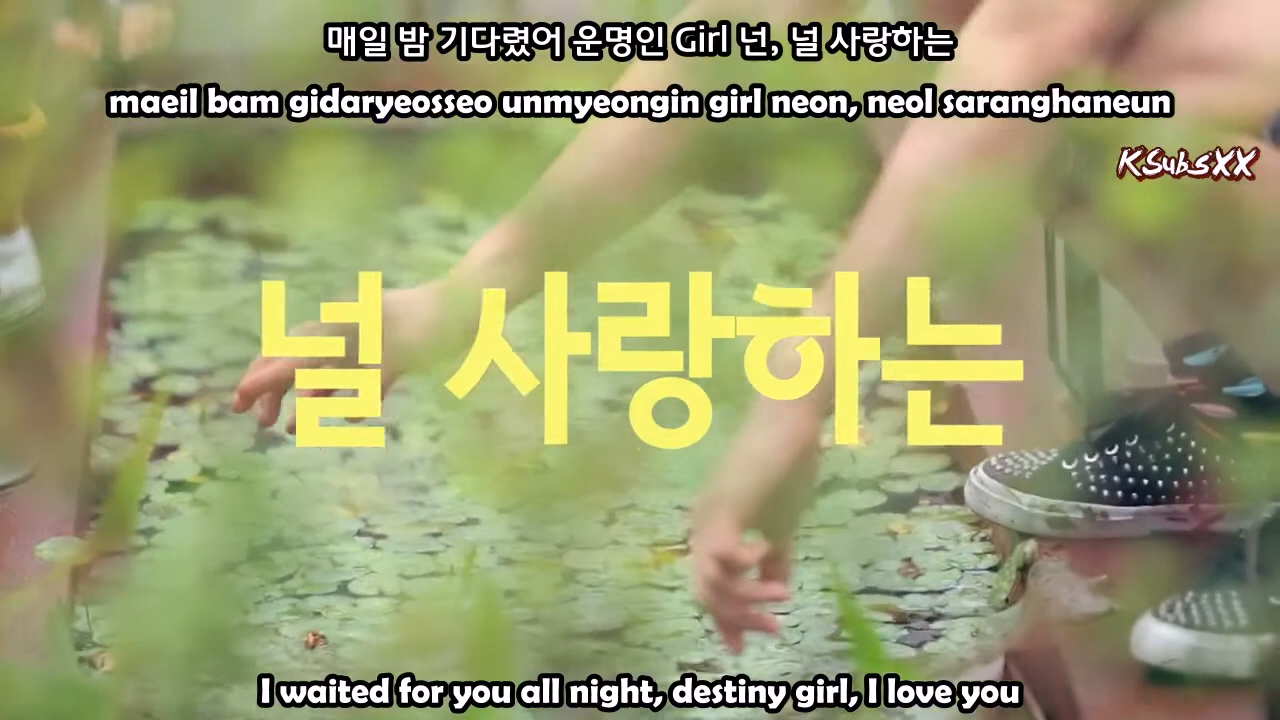 매일 밤 기다렸어 운명인 Girl 넌, 널 사랑하는
maeil bam gidaryeosseo unmyeongin girl neon, neol saranghaneun
KSubsXX
널 사랑하는
I waited for you all night, destiny girl, I love you